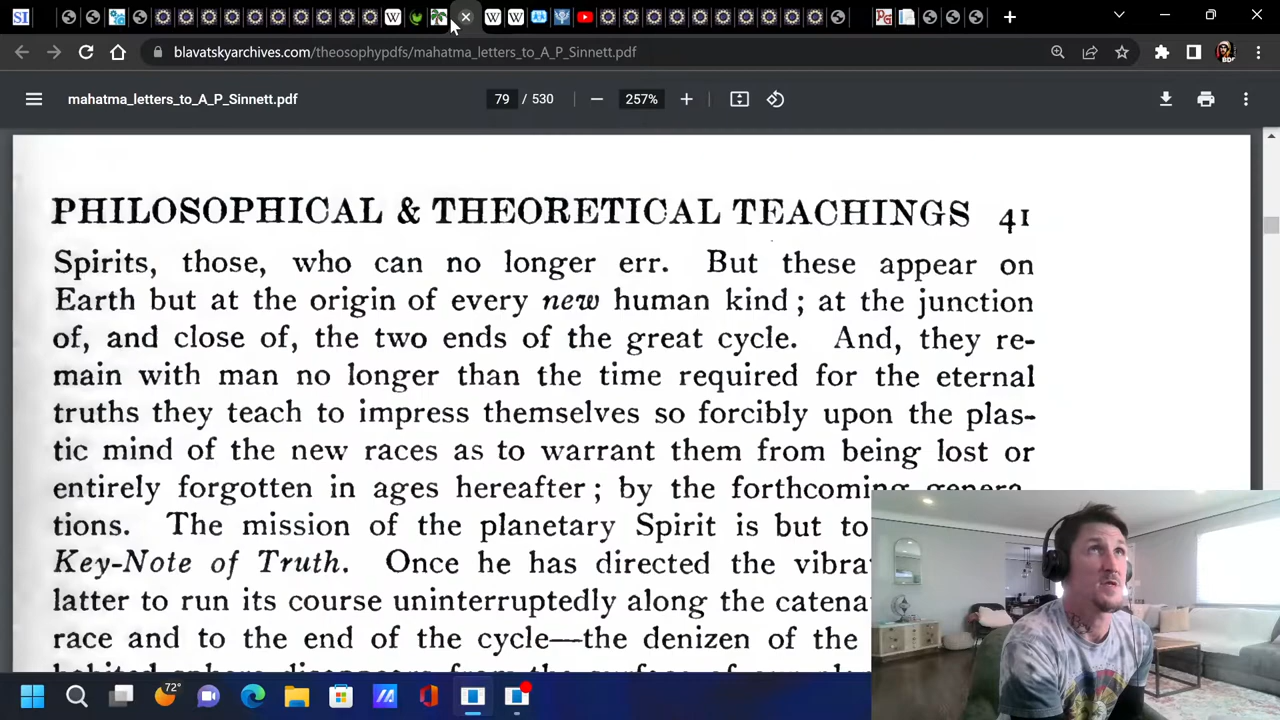 blavatskyarchives.com/theosophypdfs/mahatma_letters_to_A_P_Sinnett.pdf
mahatma_letters_to_A_P_Sinnett.pdf
79 / 530
257%
PHILOSOPHICAL & THEORETICAL TEACHINGS 41
Spirits, those, who can no longer err. But these appear on
Earth but at the origin of every new human kind; at the junction
of, and close of, the two ends of the great cycle. And, they re-
main with man no longer than the time required for the eternal
truths they teach to impress themselves so forcibly upon the plas-
tic mind of the new races as to warrant them from being lost or
entirely forgotten in ages hereafter; by the forthcoming genera-
tions. The mission of the planetary Spirit is but to
Key-Note of Truth. Once he has directed the vibra
latter to run its course uninterruptedly along the catena
race and to the end of the cycle—the denizen of the
72°